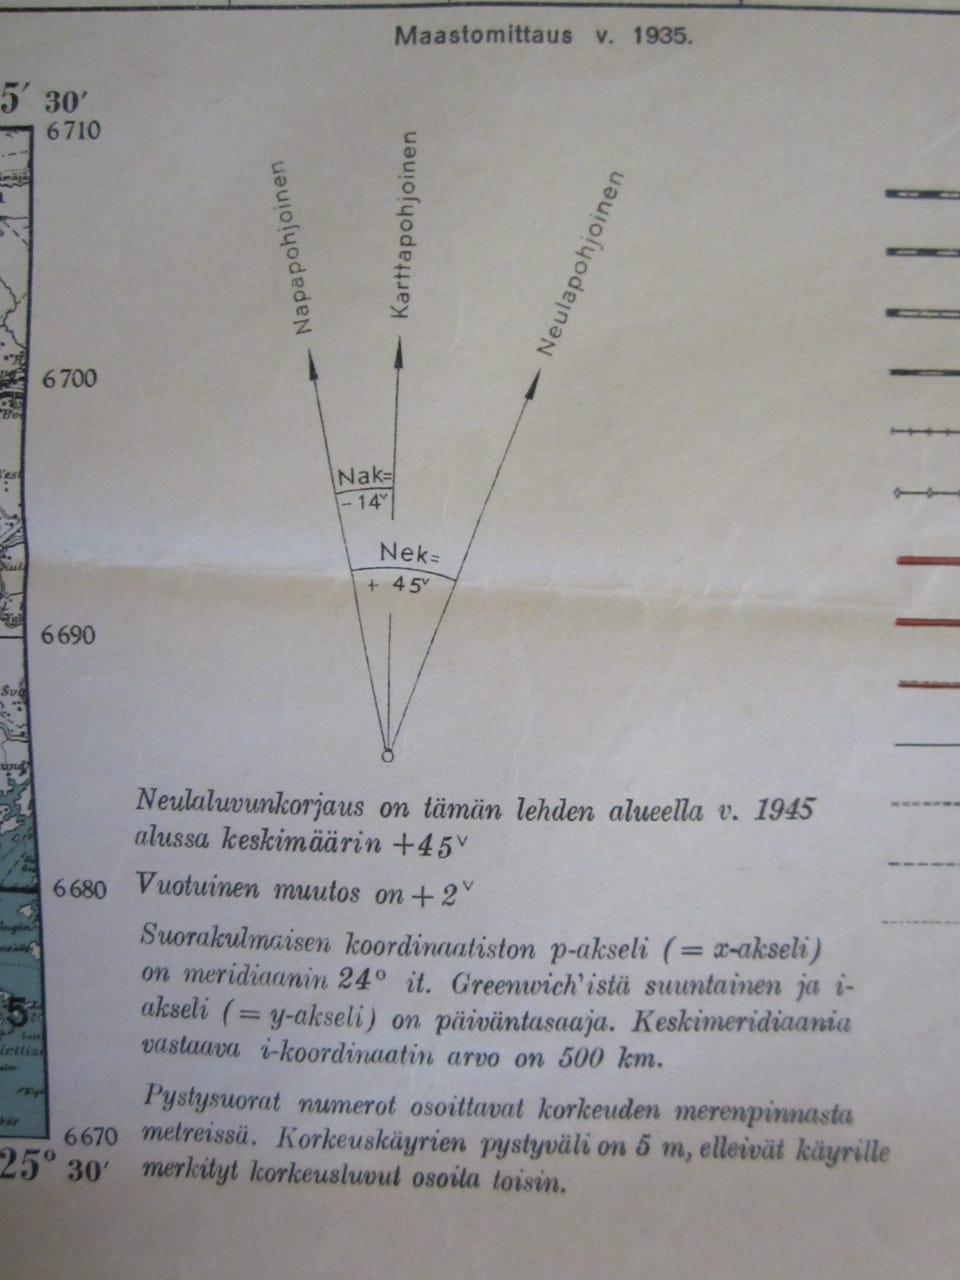 Maastomittaus v. 1935.
5′ 30′
6710
Napapohjoinen
Karttapohjoinen
Neulapohjoinen
6700
Nak=
- 14ᵛ
Nek=
+ 45ᵛ
6690
Neulaluvunkorjaus on tämän lehden alueella v. 1945
alussa keskimäärin +45ᵛ
6680
Vuotuinen muutos on + 2ᵛ
Suorakulmaisen koordinaatiston p-akseli (= x-akseli)
on meridiaanin 24° it. Greenwich'istä suuntainen ja i-
akseli (= y-akseli) on päiväntasaaja. Keskimeridiaania
vastaava i-koordinaatin arvo on 500 km.
5
Pystysuorat numerot osoittavat korkeuden merenpinnasta
metreissä. Korkeuskäyrien pystyväli on 5 m, elleivät käyrille
merkityt korkeusluvut osoita toisin.
6670
25° 30′